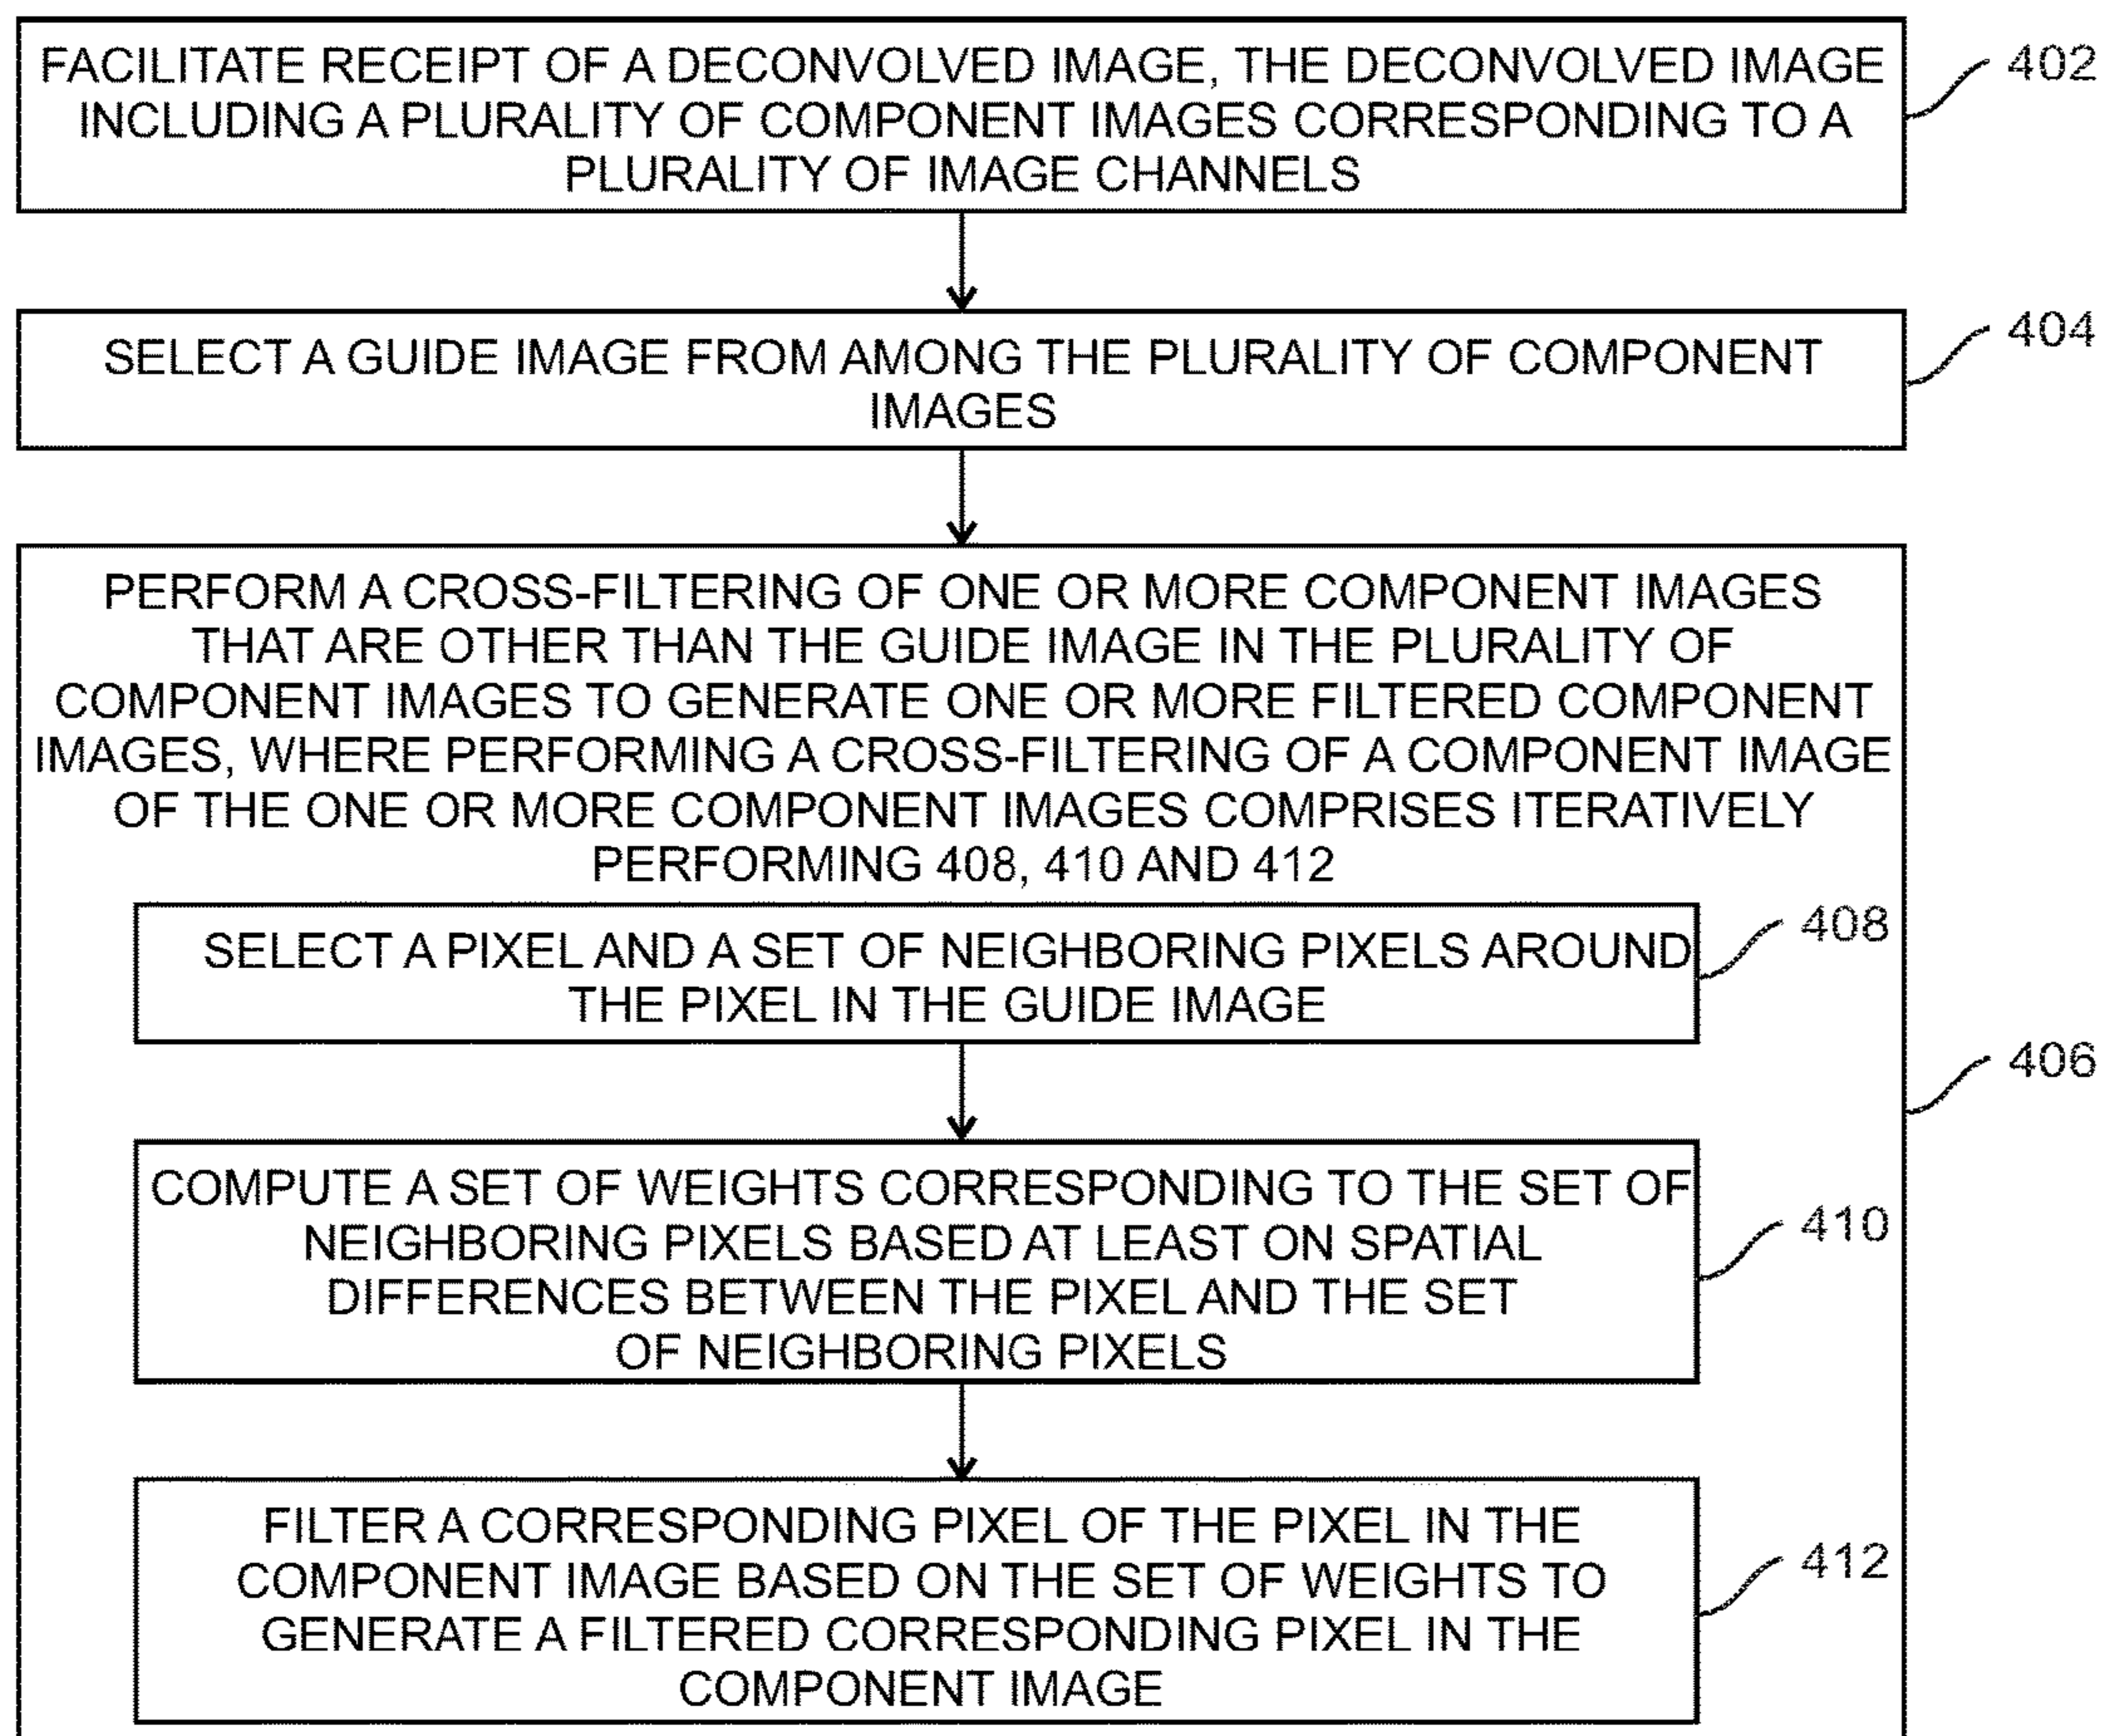 FACILITATE RECEIPT OF A DECONVOLVED IMAGE, THE DECONVOLVED IMAGE
INCLUDING A PLURALITY OF COMPONENT IMAGES CORRESPONDING TO A
PLURALITY OF IMAGE CHANNELS
402
SELECT A GUIDE IMAGE FROM AMONG THE PLURALITY OF COMPONENT
IMAGES
404
PERFORM A CROSS-FILTERING OF ONE OR MORE COMPONENT IMAGES
THAT ARE OTHER THAN THE GUIDE IMAGE IN THE PLURALITY OF
COMPONENT IMAGES TO GENERATE ONE OR MORE FILTERED COMPONENT
IMAGES, WHERE PERFORMING A CROSS-FILTERING OF A COMPONENT IMAGE
OF THE ONE OR MORE COMPONENT IMAGES COMPRISES ITERATIVELY
PERFORMING 408, 410 AND 412
406
SELECT A PIXEL AND A SET OF NEIGHBORING PIXELS AROUND
THE PIXEL IN THE GUIDE IMAGE
408
COMPUTE A SET OF WEIGHTS CORRESPONDING TO THE SET OF
NEIGHBORING PIXELS BASED AT LEAST ON SPATIAL
DIFFERENCES BETWEEN THE PIXEL AND THE SET
OF NEIGHBORING PIXELS
410
FILTER A CORRESPONDING PIXEL OF THE PIXEL IN THE
COMPONENT IMAGE BASED ON THE SET OF WEIGHTS TO
GENERATE A FILTERED CORRESPONDING PIXEL IN THE
COMPONENT IMAGE
412